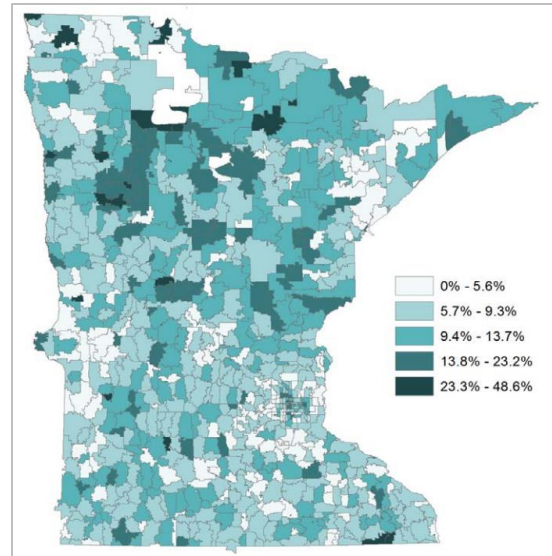 0% - 5.6%
5.7% - 9.3%
9.4% - 13.7%
13.8% - 23.2%
23.3% - 48.6%